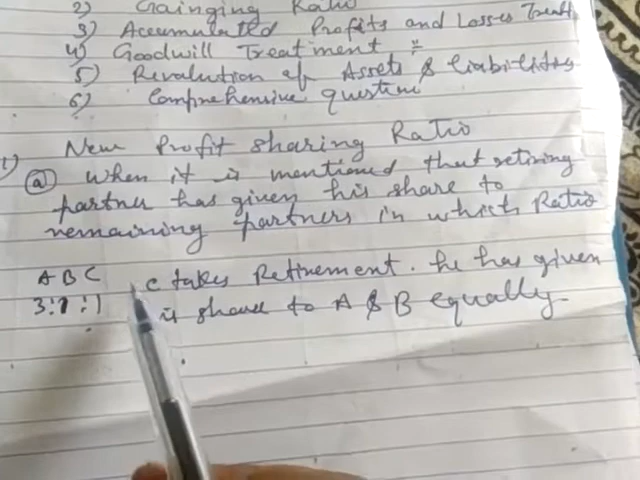 2) Gainging Ratio
3) Accumulated Profits and Losses Treat
4) Goodwill Treatment :-
5) Revaluation of Assets & liabilities
6) Comprehensive question
1) New Profit sharing Ratio
(a) When it is mentioned that retiring
partner has given his share to
remaining partners in which Ratio
A B C C takes Retirement. he has given
3:1:1 is share to A & B equally.